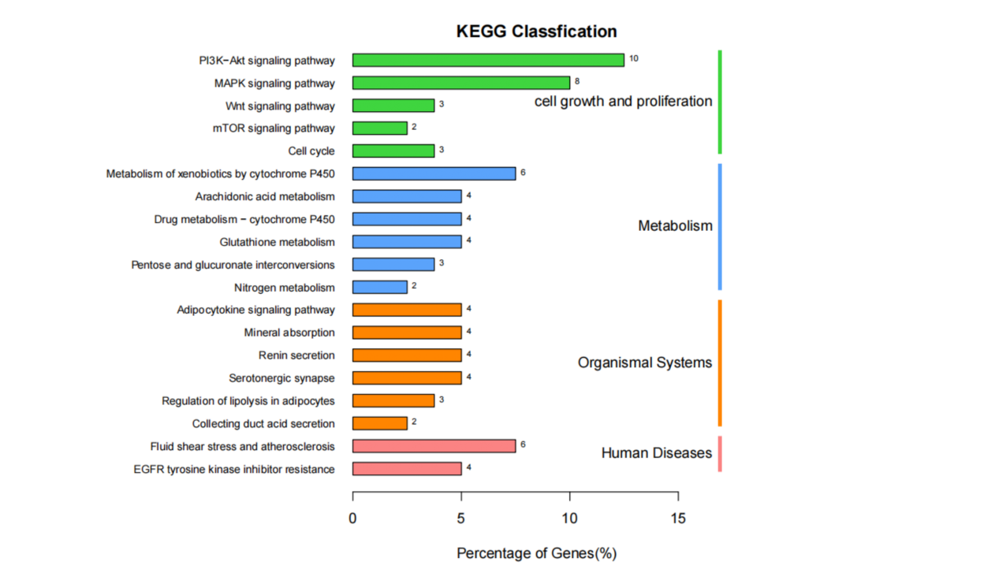 KEGG Classfication
PI3K−Akt signaling pathway 10
MAPK signaling pathway 8
cell growth and proliferation
Wnt signaling pathway 3
mTOR signaling pathway 2
Cell cycle 3
Metabolism of xenobiotics by cytochrome P450 6
Arachidonic acid metabolism 4
Drug metabolism − cytochrome P450 4
Metabolism
Glutathione metabolism 4
Pentose and glucuronate interconversions 3
Nitrogen metabolism 2
Adipocytokine signaling pathway 4
Mineral absorption 4
Renin secretion 4
Organismal Systems
Serotonergic synapse 4
Regulation of lipolysis in adipocytes 3
Collecting duct acid secretion 2
Fluid shear stress and atherosclerosis 6
Human Diseases
EGFR tyrosine kinase inhibitor resistance 4
0 5 10 15
Percentage of Genes(%)